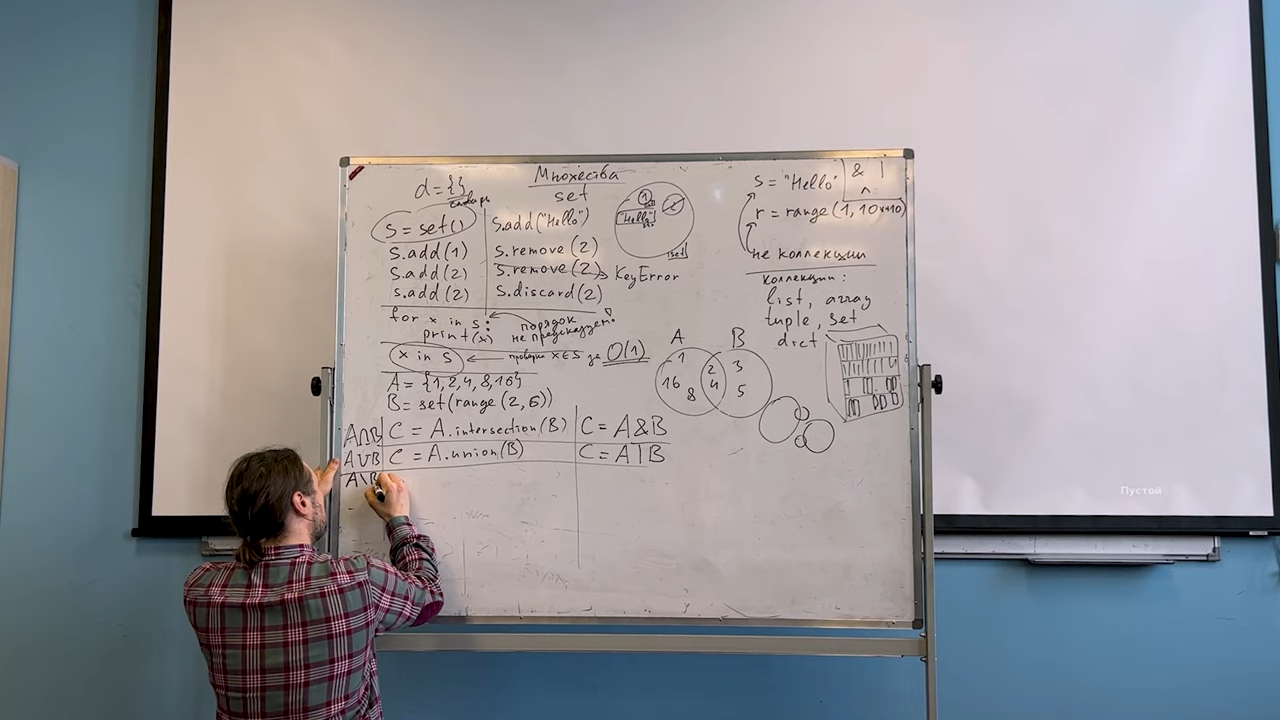 Множества
set
d = {}
словарь
s = set()
s.add(1)
s.add(2)
s.add(2)
s.add("Hello")
s.remove(2)
s.remove(2) → KeyError
s.discard(2)
1
"Hello"
2
set
for x in s:
print(x)
порядок
не предсказуем!
x in s ← проверка x∈S за O(1)
A = {1,2,4,8,16}
B = set(range(2,6))
A∩B C = A.intersection(B) C = A&B
A∪B C = A.union(B) C = A|B
A\B
A B
1
16
8
2
4
3
5
s = "Hello"
& |
^
r = range(1, 10**10)
не коллекции
коллекции:
list, array
tuple, set
dict
Пустой